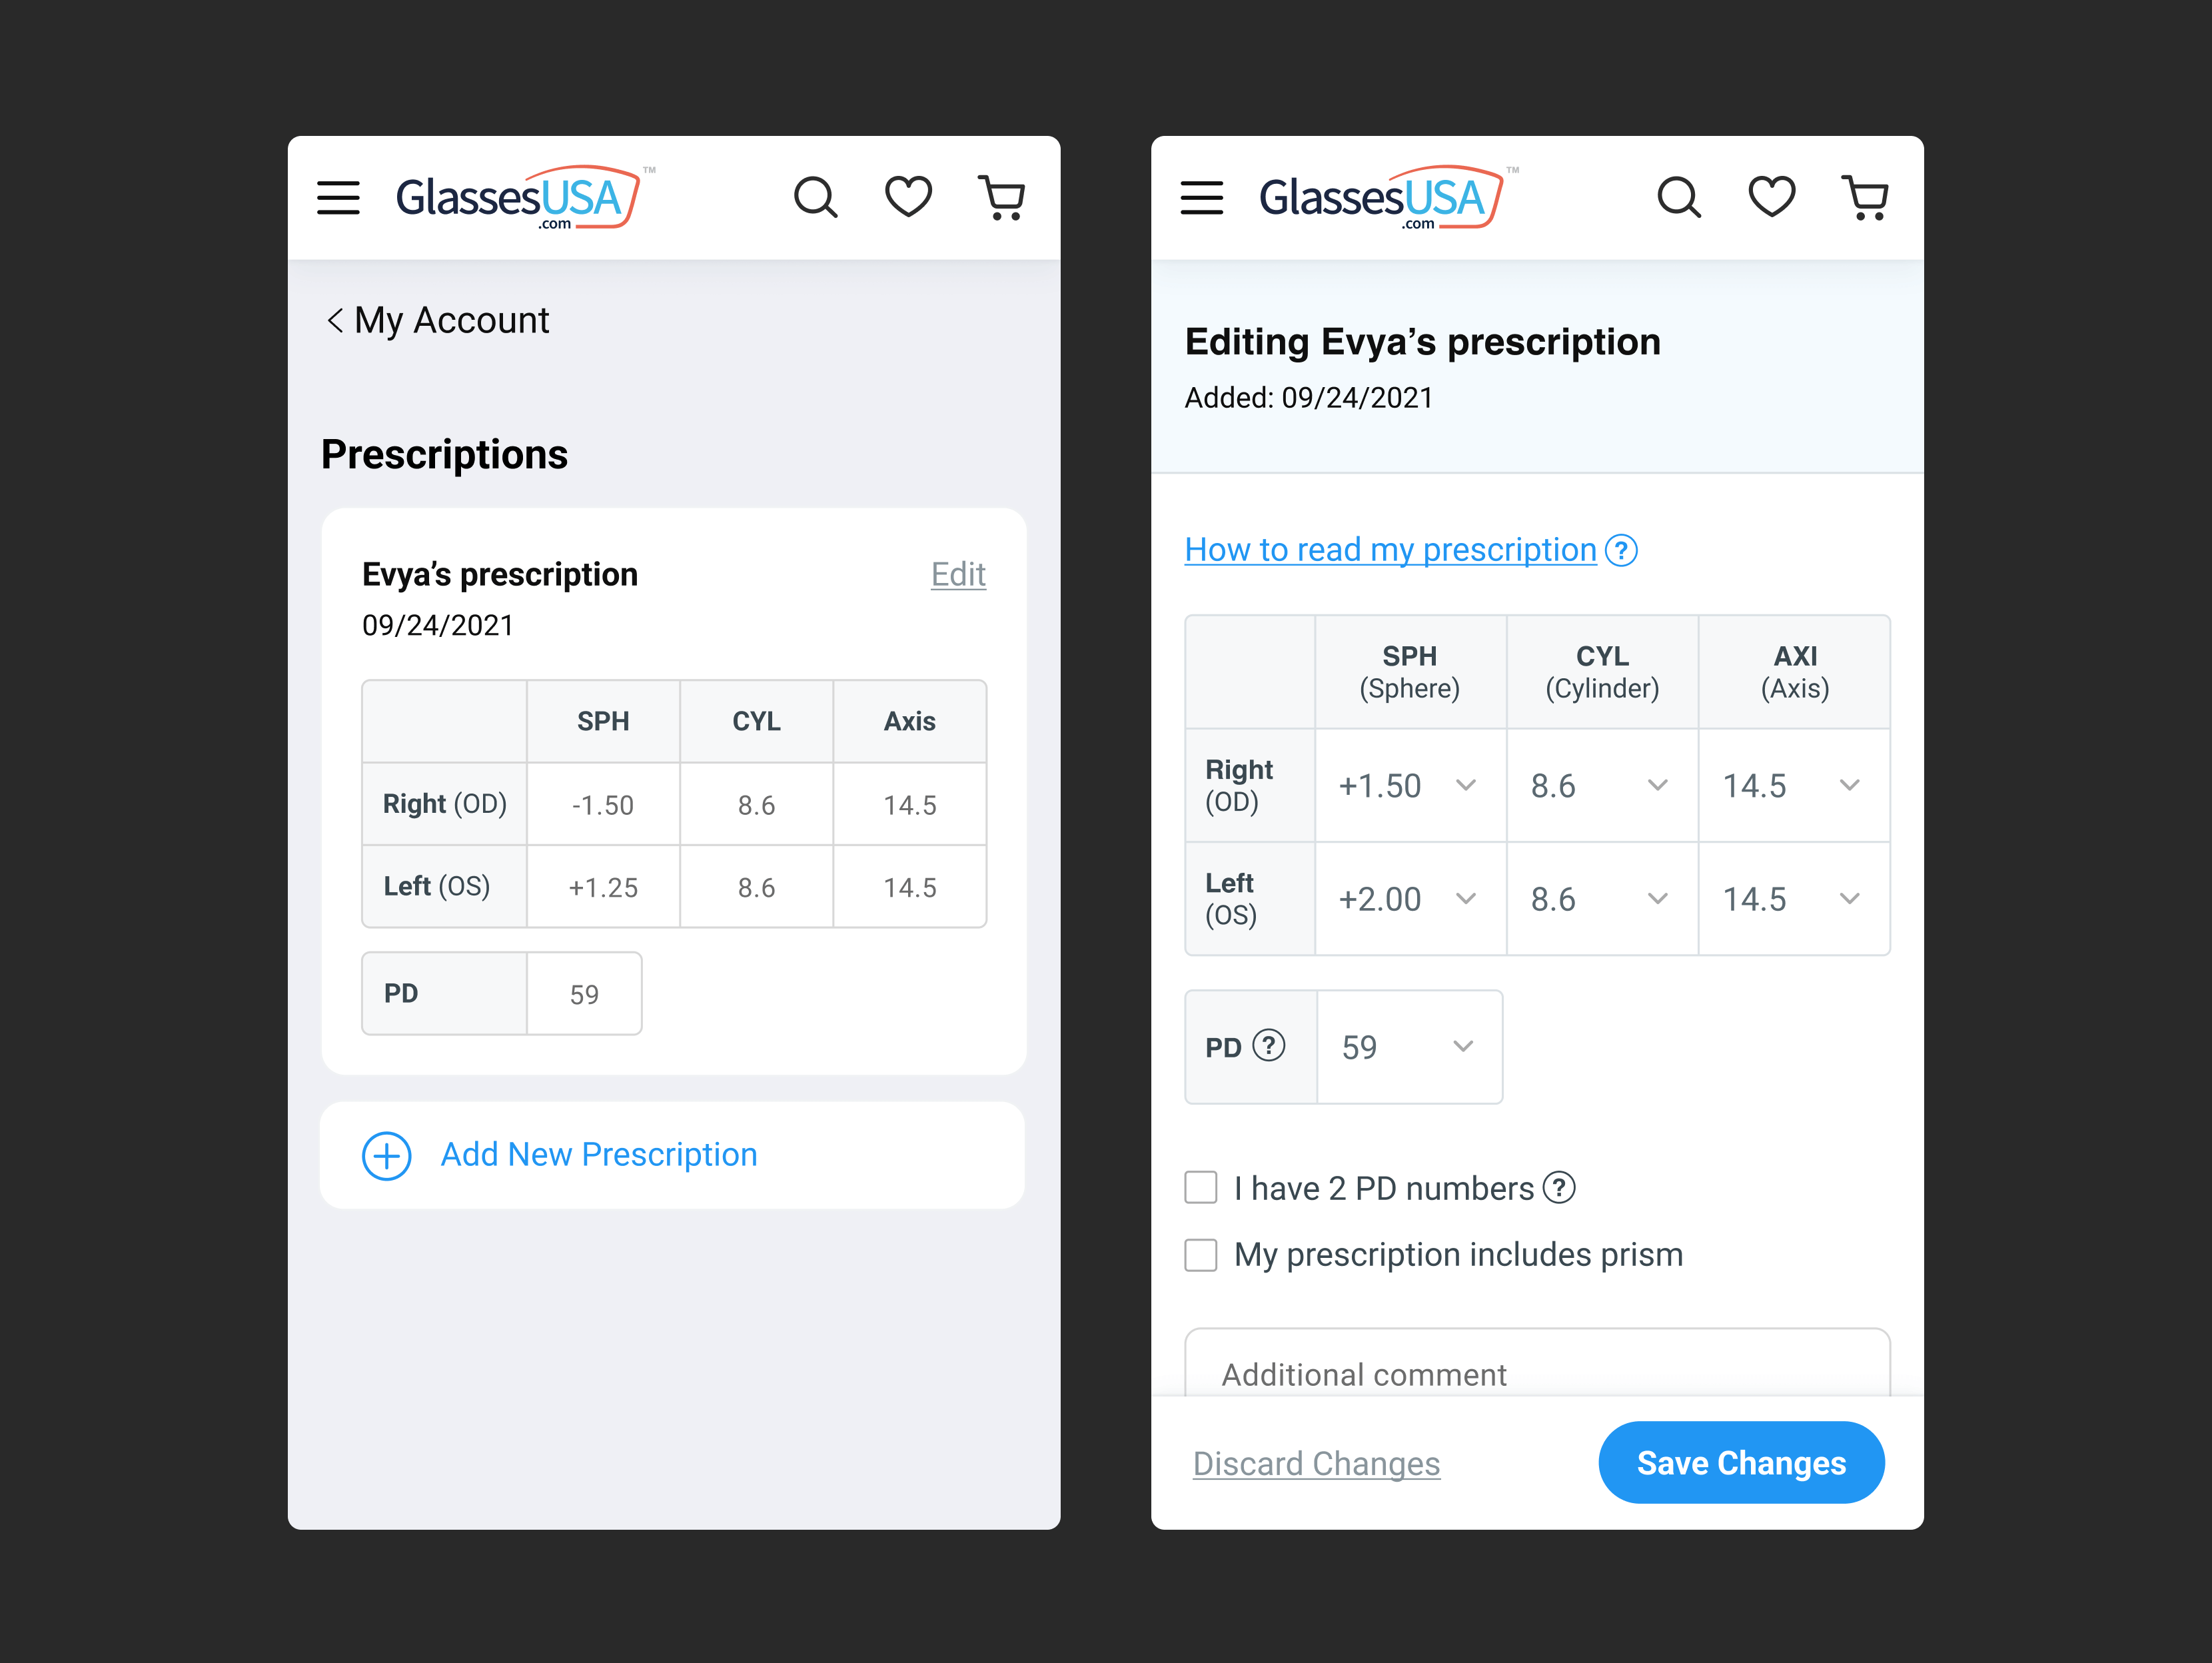 GlassesUSA ™
.com
My Account
Prescriptions
Evya’s prescription Edit
09/24/2021
SPH CYL Axis
Right (OD) -1.50 8.6 14.5
Left (OS) +1.25 8.6 14.5
PD 59
Add New Prescription
GlassesUSA ™
.com
Editing Evya’s prescription
Added: 09/24/2021
How to read my prescription ?
SPH CYL AXI
(Sphere) (Cylinder) (Axis)
Right
(OD) +1.50 8.6 14.5
Left
(OS) +2.00 8.6 14.5
PD ? 59
I have 2 PD numbers ?
My prescription includes prism
Additional comment
Discard Changes Save Changes